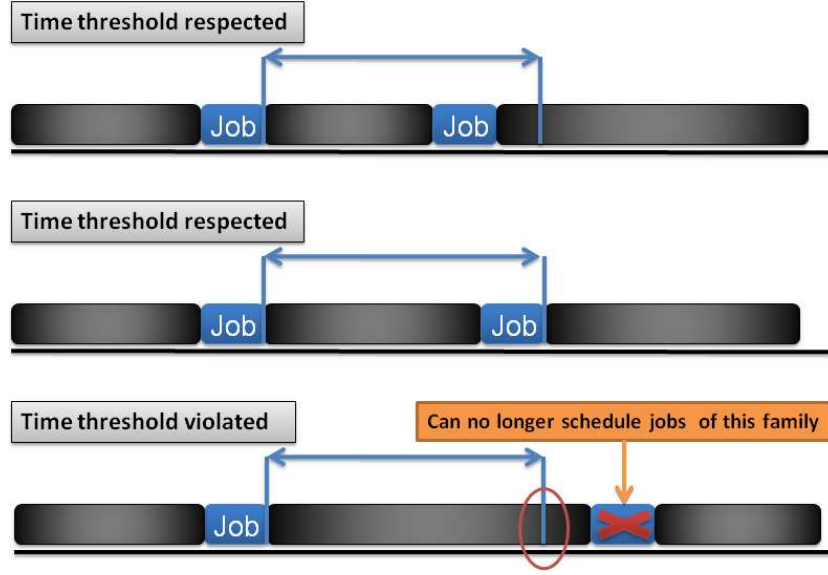 Time threshold respected
Job
Job
Time threshold respected
Job
Job
Time threshold violated
Can no longer schedule jobs of this family
Job